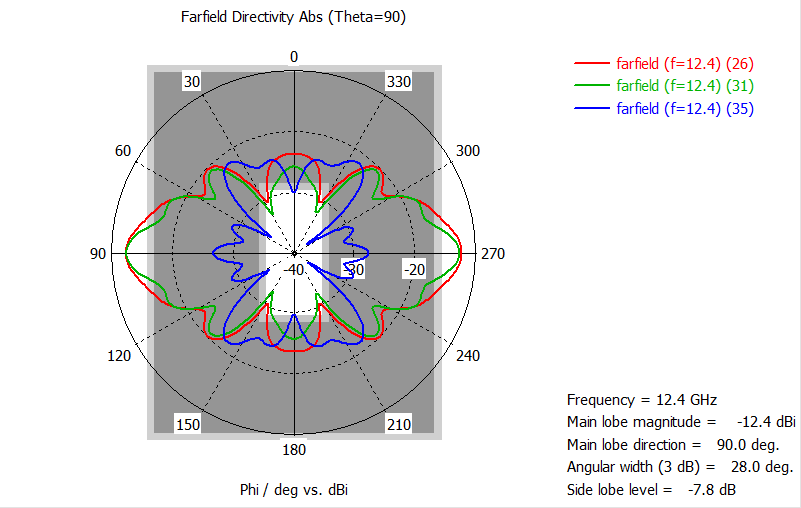 Farfield Directivity Abs (Theta=90)
farfield (f=12.4) (26)
farfield (f=12.4) (31)
farfield (f=12.4) (35)
0
30
330
60
300
90
-40
-30
-20
270
120
240
150
210
180
Phi / deg vs. dBi
Frequency = 12.4 GHz
Main lobe magnitude = -12.4 dBi
Main lobe direction = 90.0 deg.
Angular width (3 dB) = 28.0 deg.
Side lobe level = -7.8 dB